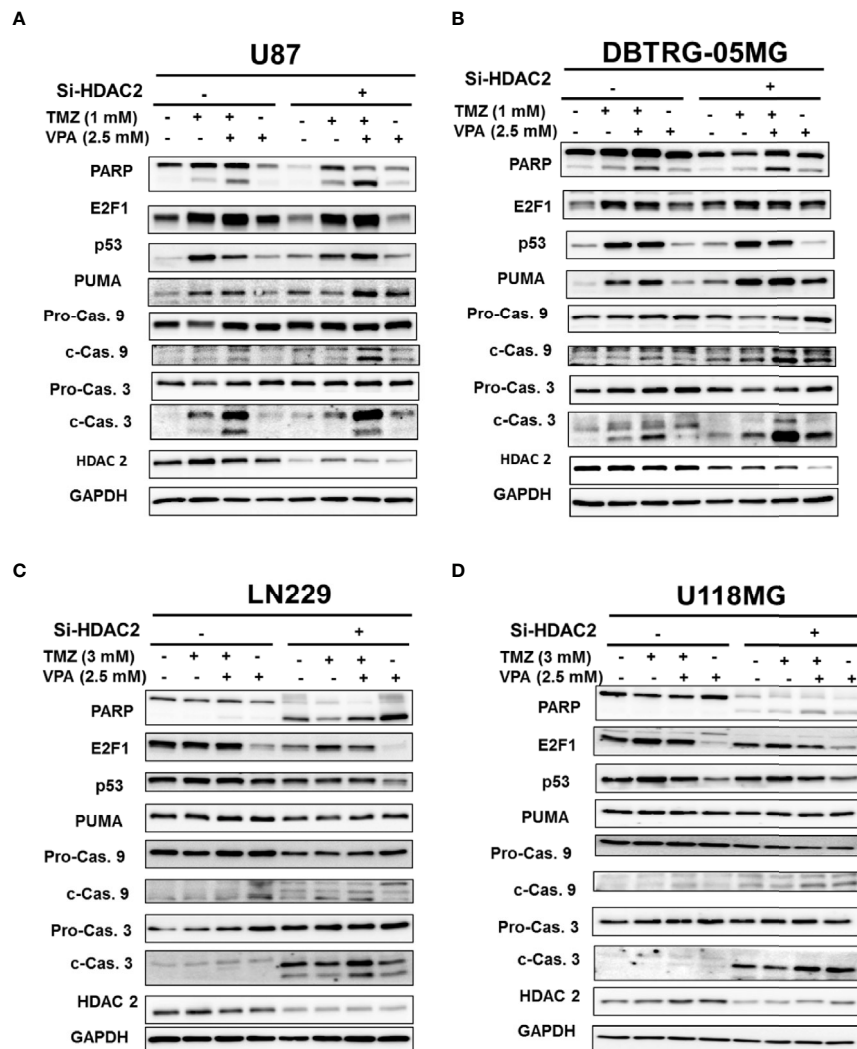 A
U87
Si-HDAC2 - +
TMZ (1 mM) - + + - - + + -
VPA (2.5 mM) - - + + - - + +
PARP
E2F1
p53
PUMA
Pro-Cas. 9
c-Cas. 9
Pro-Cas. 3
c-Cas. 3
HDAC 2
GAPDH
B
DBTRG-05MG
Si-HDAC2 - +
TMZ (1 mM) - + + - - + + -
VPA (2.5 mM) - - + + - - + +
PARP
E2F1
p53
PUMA
Pro-Cas. 9
c-Cas. 9
Pro-Cas. 3
c-Cas. 3
HDAC 2
GAPDH
C
LN229
Si-HDAC2 - +
TMZ (3 mM) - + + - - + + -
VPA (2.5 mM) - - + + - - + +
PARP
E2F1
p53
PUMA
Pro-Cas. 9
c-Cas. 9
Pro-Cas. 3
c-Cas. 3
HDAC 2
GAPDH
D
U118MG
Si-HDAC2 - +
TMZ (3 mM) - + + - - + + -
VPA (2.5 mM) - - + + - - + +
PARP
E2F1
p53
PUMA
Pro-Cas. 9
c-Cas. 9
Pro-Cas. 3
c-Cas. 3
HDAC 2
GAPDH